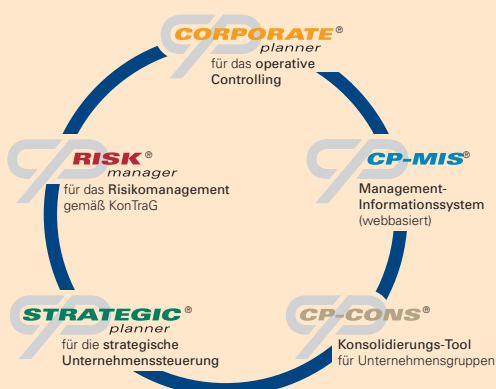 CORPORATE®
planner
für das operative
Controlling
RISK®
manager
für das Risikomanagement
gemäß KonTraG
CP-MIS®
Management-
Informationssystem
(webbasiert)
STRATEGIC®
planner
für die strategische
Unternehmenssteuerung
CP-CONS®
Konsolidierungs-Tool
für Unternehmensgruppen